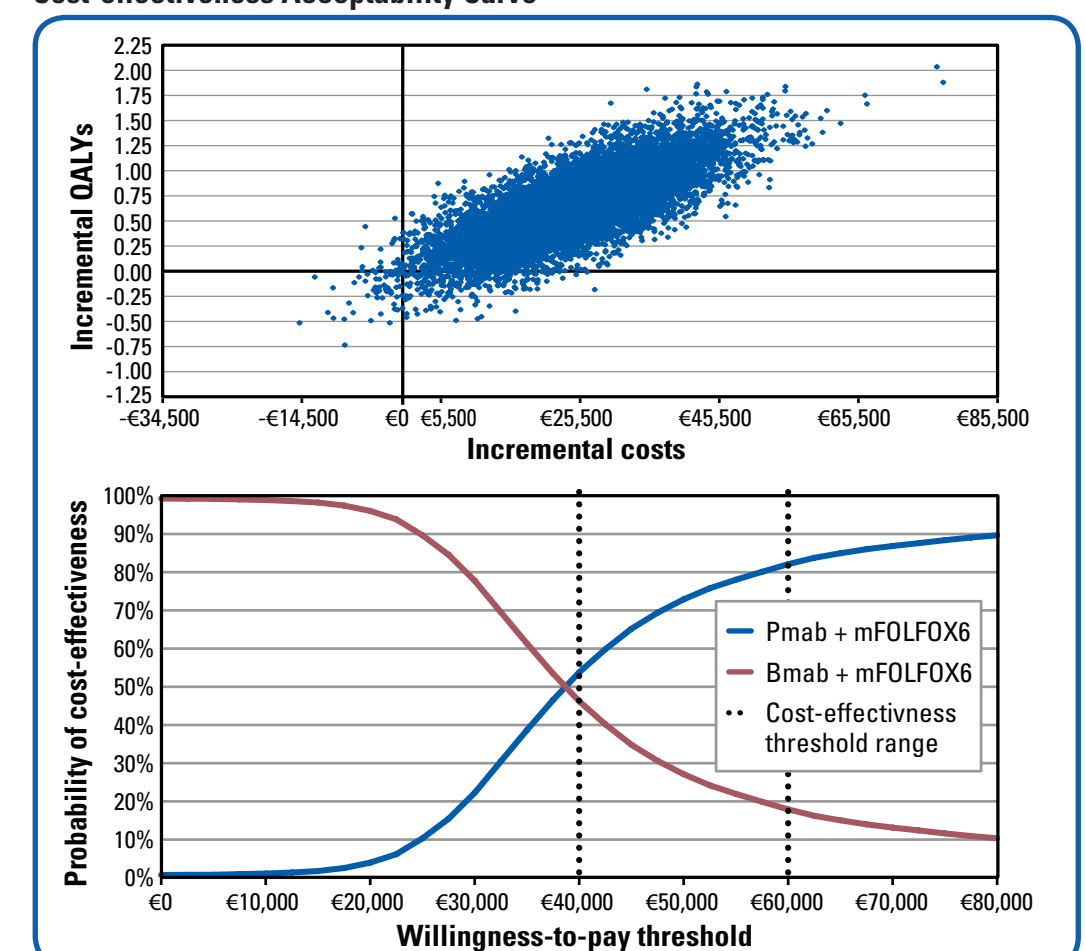 Cost-effectiveness Acceptability Curve
2.25
2.00
1.75
1.50
1.25
1.00
0.75
0.50
0.25
0.00
-0.25
-0.50
-0.75
-1.00
-1.25
Incremental QALYs
-€34,500 -€14,500 €0 €5,500 €25,500 €45,500 €65,500 €85,500
Incremental costs
100%
90%
80%
70%
60%
50%
40%
30%
20%
10%
0%
Probability of cost-effectiveness
Pmab + mFOLFOX6
Bmab + mFOLFOX6
Cost-effectivness
threshold range
€0 €10,000 €20,000 €30,000 €40,000 €50,000 €60,000 €70,000 €80,000
Willingness-to-pay threshold